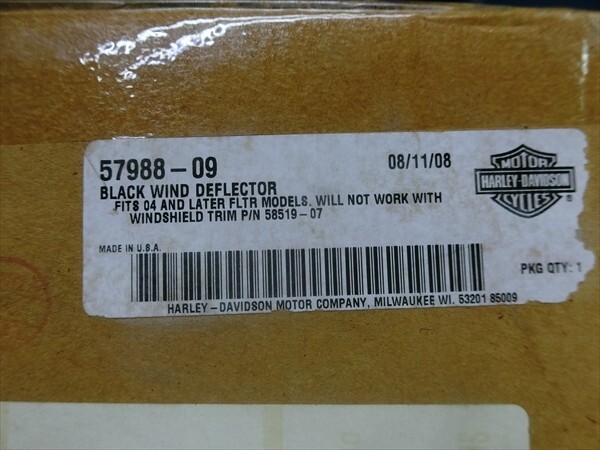 57988-09 08/11/08
BLACK WIND DEFLECTOR
FITS 04 AND LATER FLTR MODELS. WILL NOT WORK WITH
WINDSHIELD TRIM P/N 58519-07
MOTOR
HARLEY-DAVIDSON
CYCLES
®
MADE IN U.S.A.
PKG QTY: 1
HARLEY-DAVIDSON MOTOR COMPANY, MILWAUKEE WI. 53201 85009